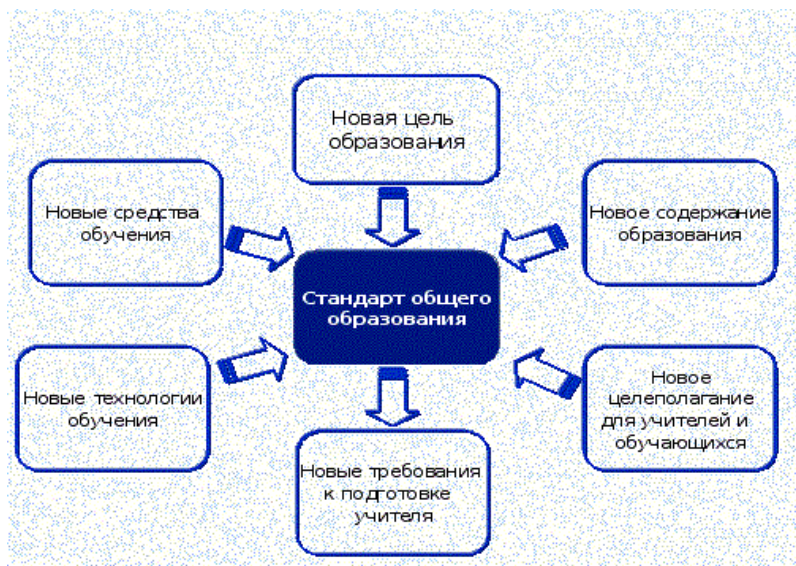 Новая цель
образования
Новые средства
обучения
Новое содержание
образования
Стандарт общего
образования
Новые технологии
обучения
Новое
целеполагание
для учителей и
обучающихся
Новые требования
к подготовке
учителя